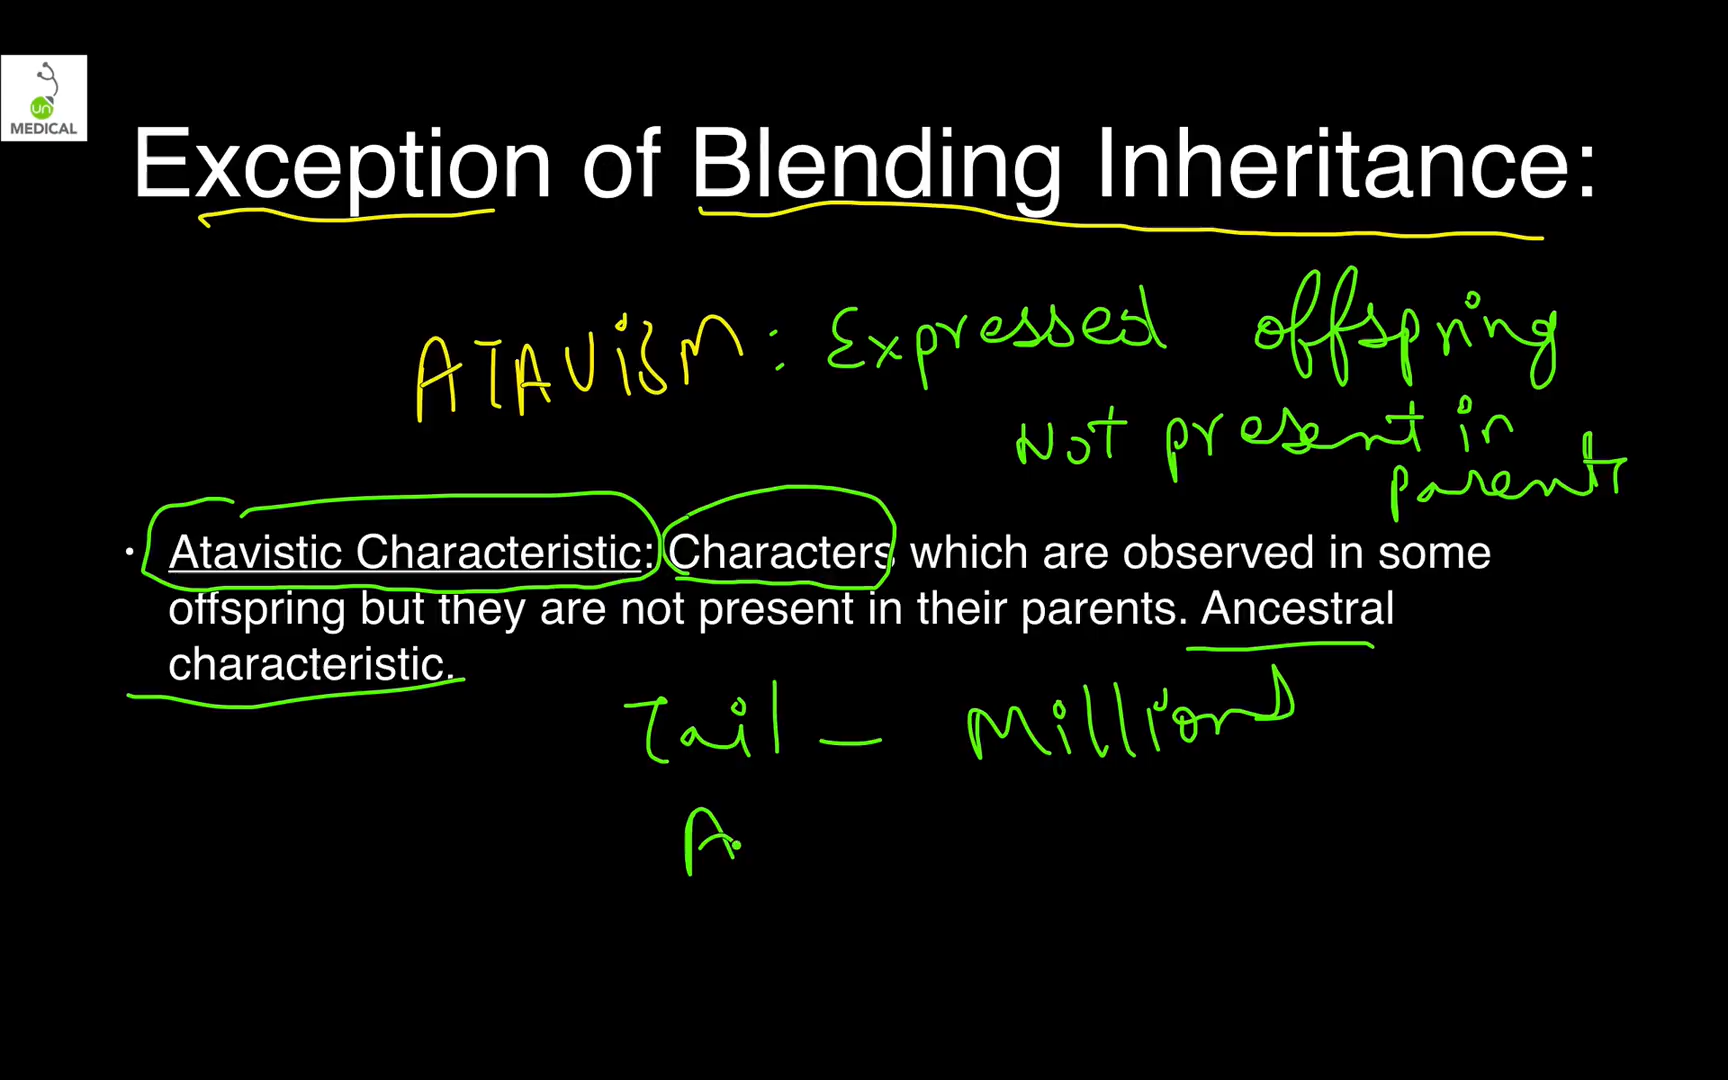 un
MEDICAL
Exception of Blending Inheritance:
ATAVISM : Expressed offspring
Not present in
parents
• Atavistic Characteristic: Characters which are observed in some
offspring but they are not present in their parents. Ancestral
characteristic.
Tail — Millions
A